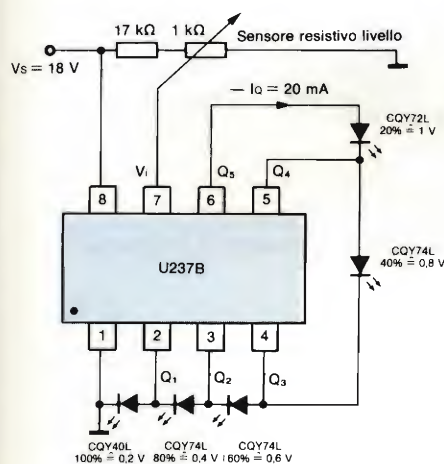 17 kΩ
1 kΩ
Sensore resistivo livello
Vs = 18 V
— IQ = 20 mA
CQY72L
20% ≙ 1 V
Vi
Q5
Q4
8
7
6
5
U237B
CQY74L
40% ≙ 0,8 V
1
2
3
4
Q1
Q2
Q3
CQY40L
100% ≙ 0,2 V
CQY74L
80% ≙ 0,4 V
CQY74L
60% ≙ 0,6 V